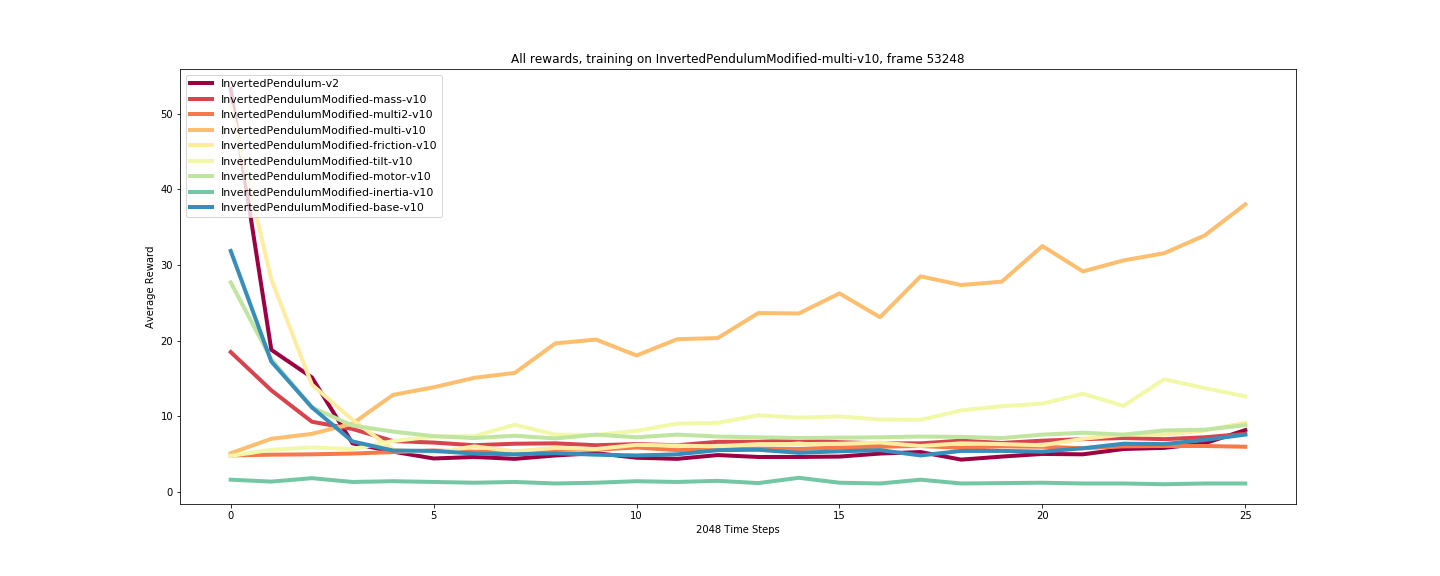 All rewards, training on InvertedPendulumModified-multi-v10, frame 53248
InvertedPendulum-v2
InvertedPendulumModified-mass-v10
InvertedPendulumModified-multi2-v10
InvertedPendulumModified-multi-v10
InvertedPendulumModified-friction-v10
InvertedPendulumModified-tilt-v10
InvertedPendulumModified-motor-v10
InvertedPendulumModified-inertia-v10
InvertedPendulumModified-base-v10
Average Reward
50
40
30
20
10
0
0 5 10 15 20 25
2048 Time Steps